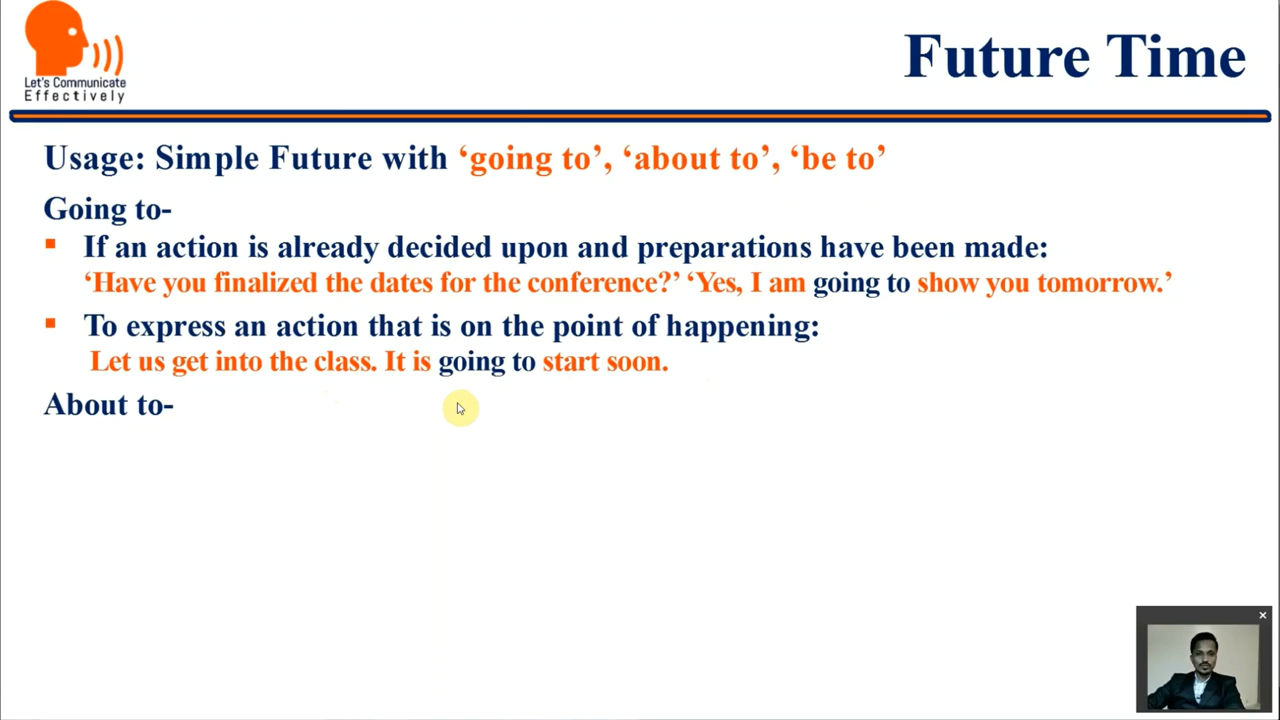 Let's Communicate
Effectively
Future Time
Usage: Simple Future with ‘going to’, ‘about to’, ‘be to’
Going to-
▪ If an action is already decided upon and preparations have been made:
‘Have you finalized the dates for the conference?’ ‘Yes, I am going to show you tomorrow.’
▪ To express an action that is on the point of happening:
Let us get into the class. It is going to start soon.
About to-